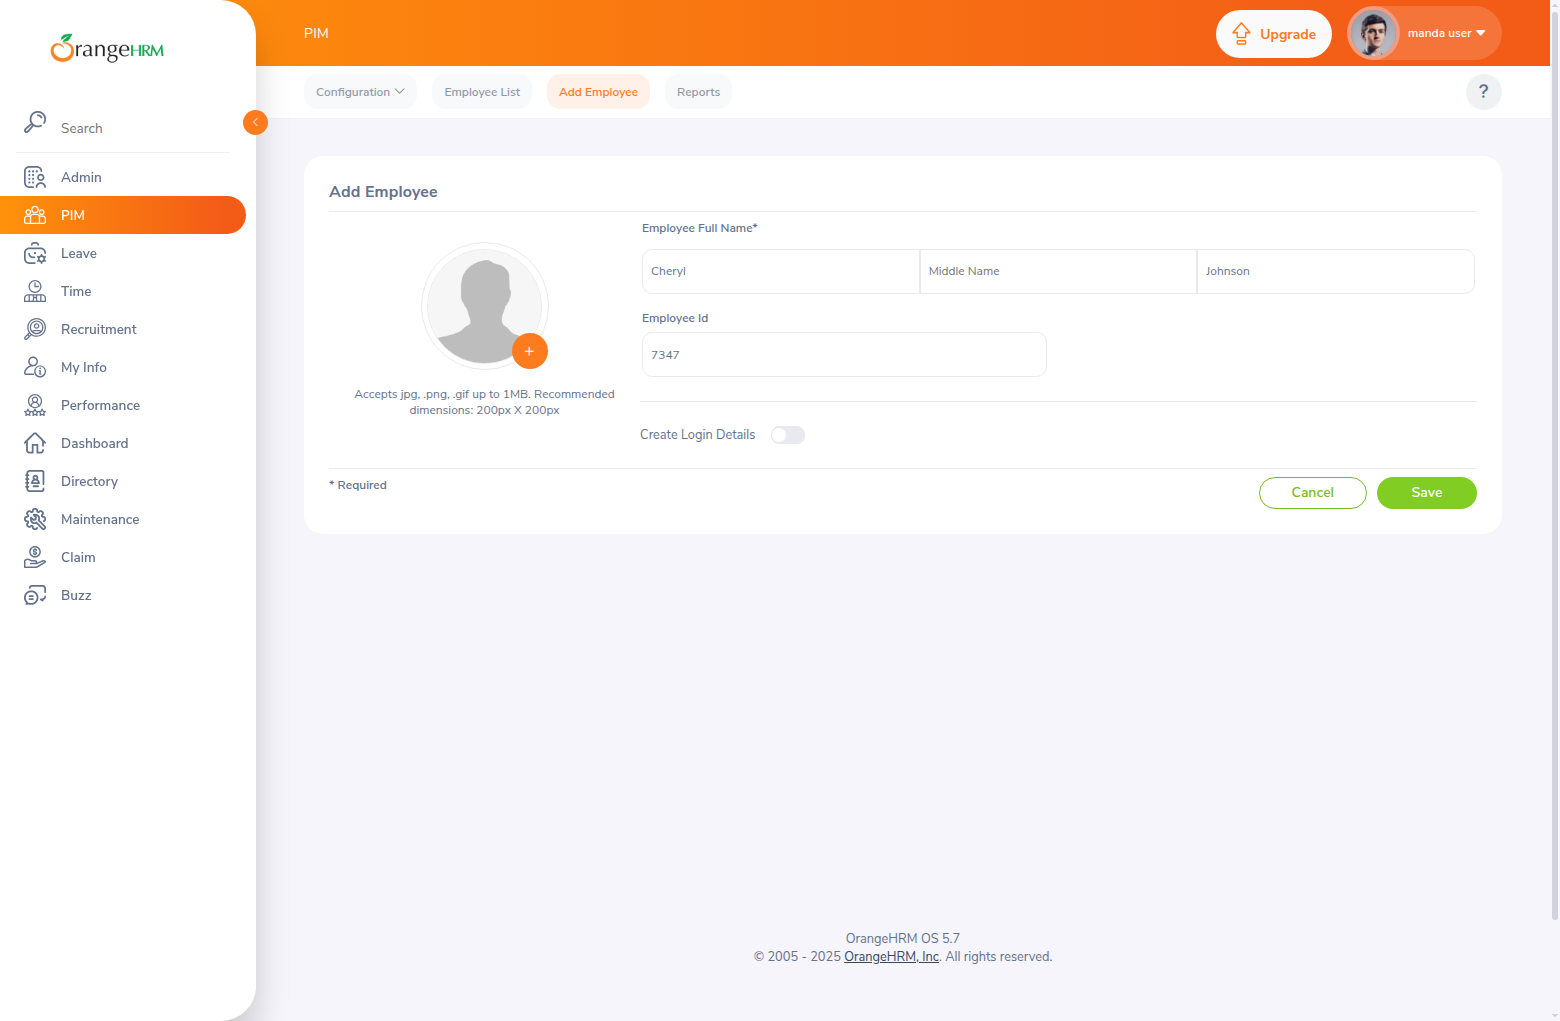 OrangeHRM
Search
Admin
PIM
Leave
Time
Recruitment
My Info
Performance
Dashboard
Directory
Maintenance
Claim
Buzz
PIM
Upgrade
manda user
Configuration
Employee List
Add Employee
Reports
?
Add Employee
Accepts jpg, .png, .gif up to 1MB. Recommended
dimensions: 200px X 200px
Employee Full Name*
Cheryl
Middle Name
Johnson
Employee Id
7347
Create Login Details
* Required
Cancel
Save
OrangeHRM OS 5.7
© 2005 - 2025 OrangeHRM, Inc. All rights reserved.